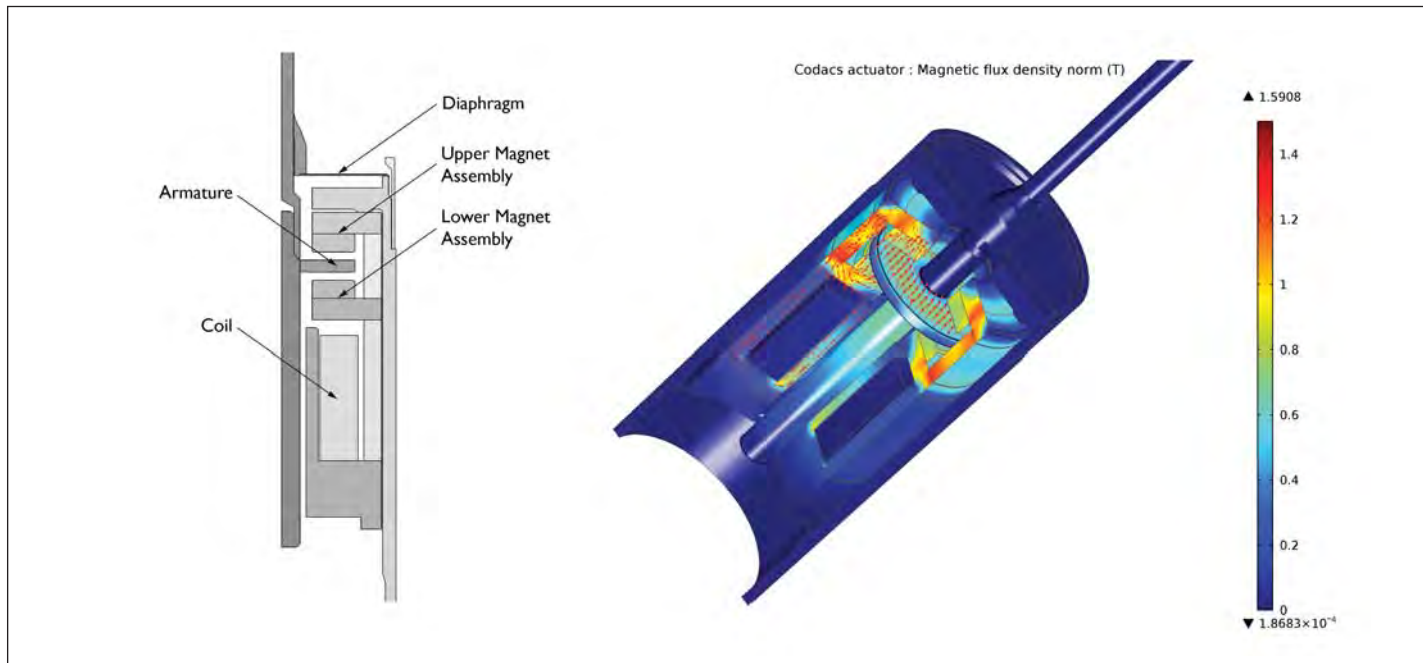 Diaphragm
Upper Magnet
Assembly
Armature
Lower Magnet
Assembly
Coil
Codacs actuator : Magnetic flux density norm (T)
▲ 1.5908
1.4
1.2
1
0.8
0.6
0.4
0.2
0
▼ 1.8683×10⁻⁴